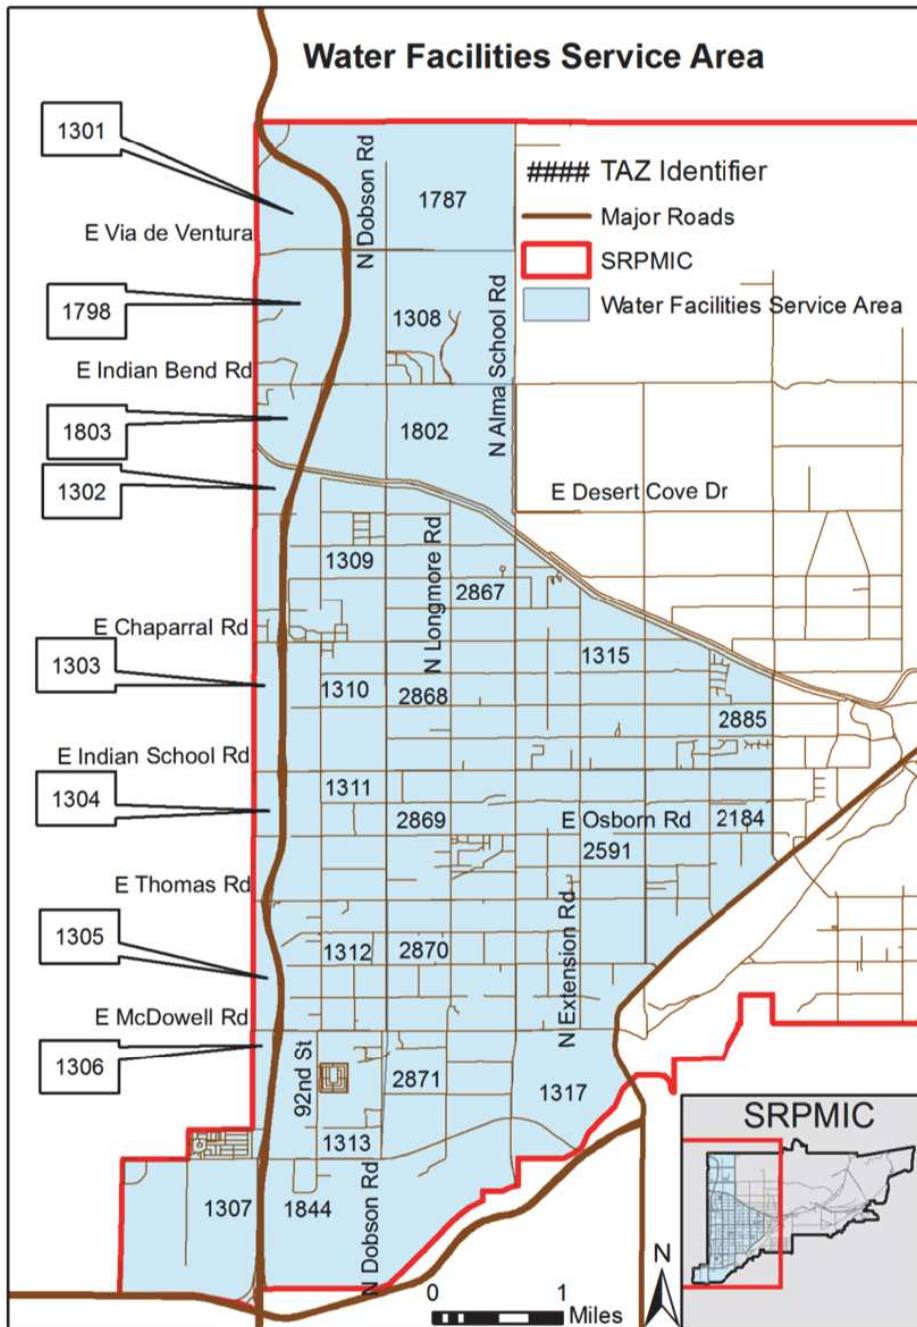 Water Facilities Service Area
1301
N Dobson Rd
1787
#### TAZ Identifier
Major Roads
SRPMIC
Water Facilities Service Area
E Via de Ventura
1798
1308
N Alma School Rd
E Indian Bend Rd
1803
1802
1302
E Desert Cove Dr
1309
N Longmore Rd
2867
E Chaparral Rd
1315
1303
1310
2868
2885
E Indian School Rd
1311
1304
2869
E Osborn Rd
2184
2591
E Thomas Rd
1305
1312
2870
N Extension Rd
E McDowell Rd
1306
92nd St
2871
1317
1313
SRPMIC
1307
1844
N Dobson Rd
N
0 1
Miles